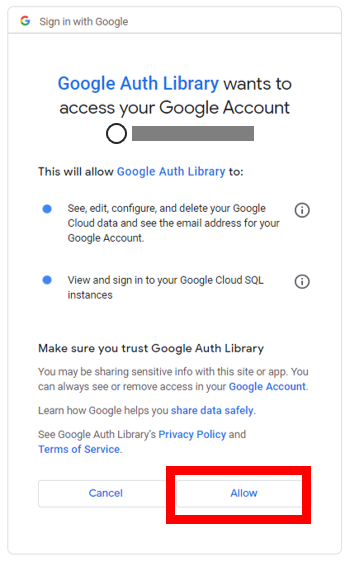 Sign in with Google
Google Auth Library wants to
access your Google Account
This will allow Google Auth Library to:
See, edit, configure, and delete your Google
Cloud data and see the email address for your
Google Account.
View and sign in to your Google Cloud SQL
instances
Make sure you trust Google Auth Library
You may be sharing sensitive info with this site or app. You
can always see or remove access in your Google Account.
Learn how Google helps you share data safely.
See Google Auth Library's Privacy Policy and
Terms of Service.
Cancel
Allow